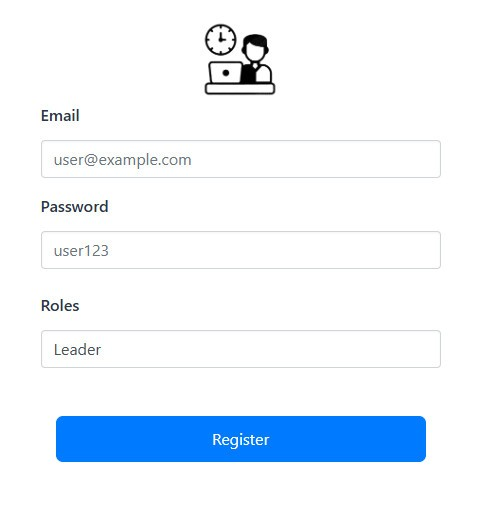 Email
user@example.com
Password
user123
Roles
Leader
Register